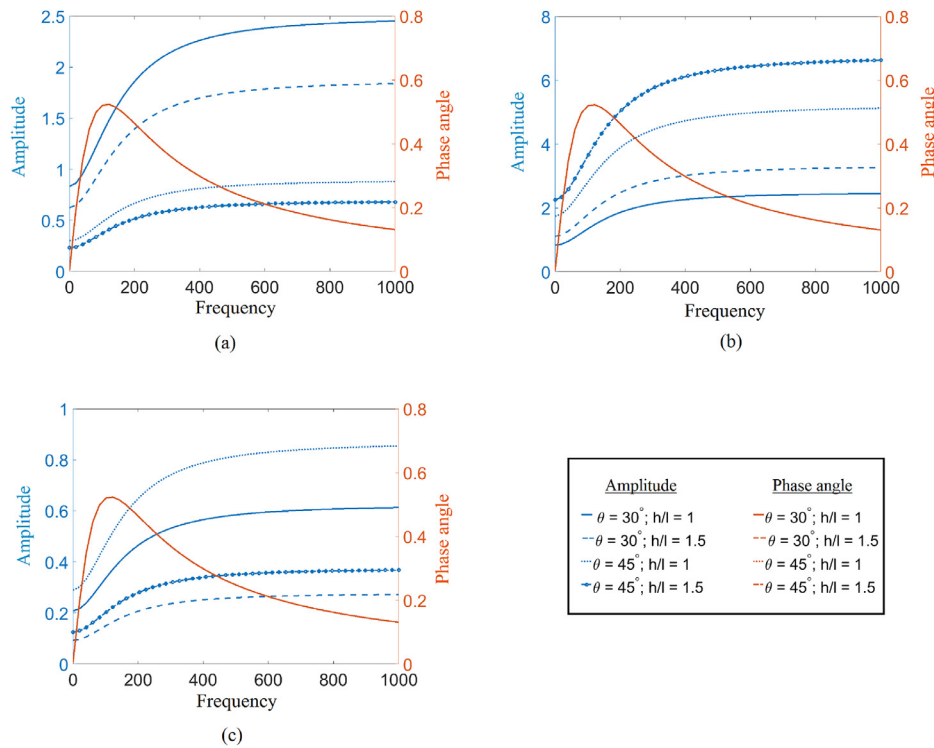 2.5
2
1.5
1
0.5
0
0.8
0.6
0.4
0.2
0
0 200 400 600 800 1000
Amplitude
Phase angle
Frequency
(a)
8
6
4
2
0
0.8
0.6
0.4
0.2
0
0 200 400 600 800 1000
Amplitude
Phase angle
Frequency
(b)
1
0.8
0.6
0.4
0.2
0
0.8
0.6
0.4
0.2
0
0 200 400 600 800 1000
Amplitude
Phase angle
Frequency
(c)
Amplitude Phase angle
θ = 30°; h/l = 1 θ = 30°; h/l = 1
θ = 30°; h/l = 1.5 θ = 30°; h/l = 1.5
θ = 45°; h/l = 1 θ = 45°; h/l = 1
θ = 45°; h/l = 1.5 θ = 45°; h/l = 1.5